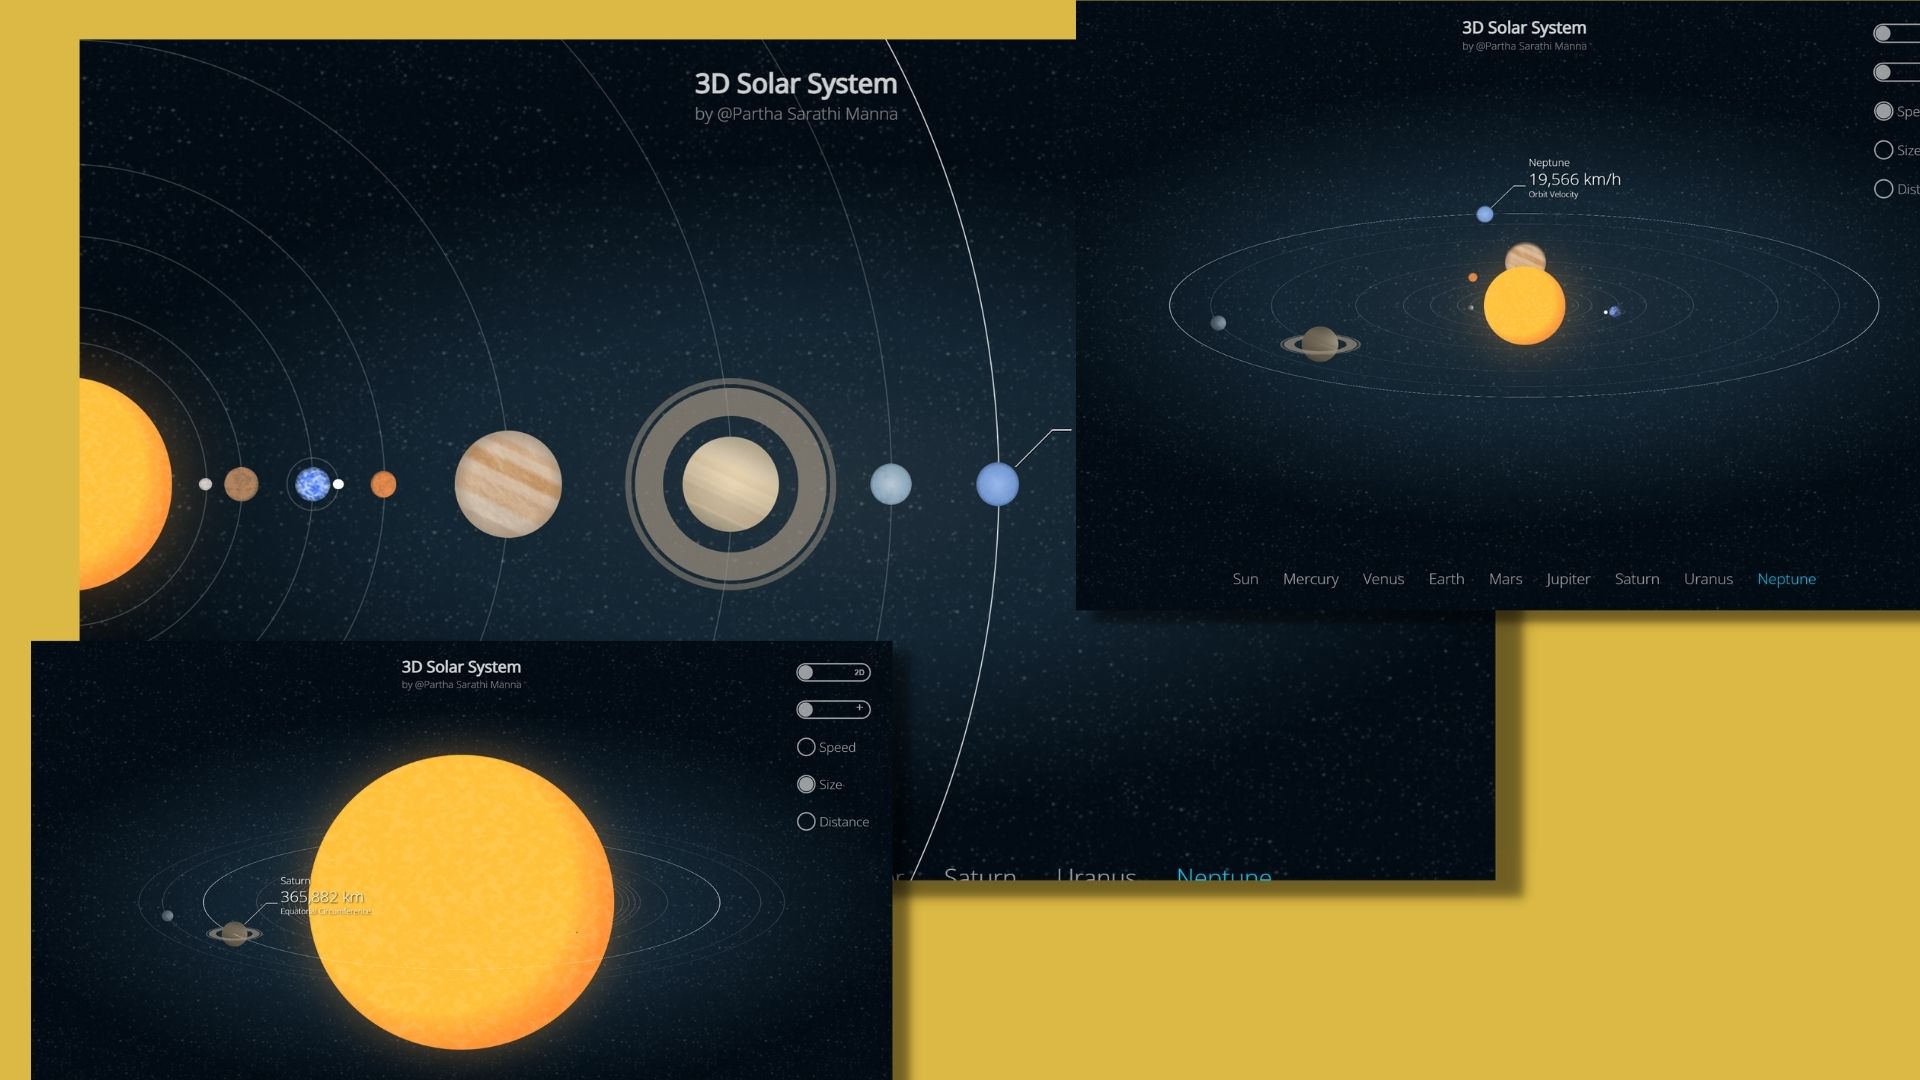 3D Solar System
by @Partha Sarathi Manna
Saturn
Uranus
Neptune
3D Solar System
by @Partha Sarathi Manna
Spe
Size
Dist
Neptune
19,566 km/h
Orbit Velocity
Sun Mercury Venus Earth Mars Jupiter Saturn Uranus Neptune
3D Solar System
by @Partha Sarathi Manna
2D
+
Speed
Size
Distance
Saturn
365,882 km
Equatorial Circumference